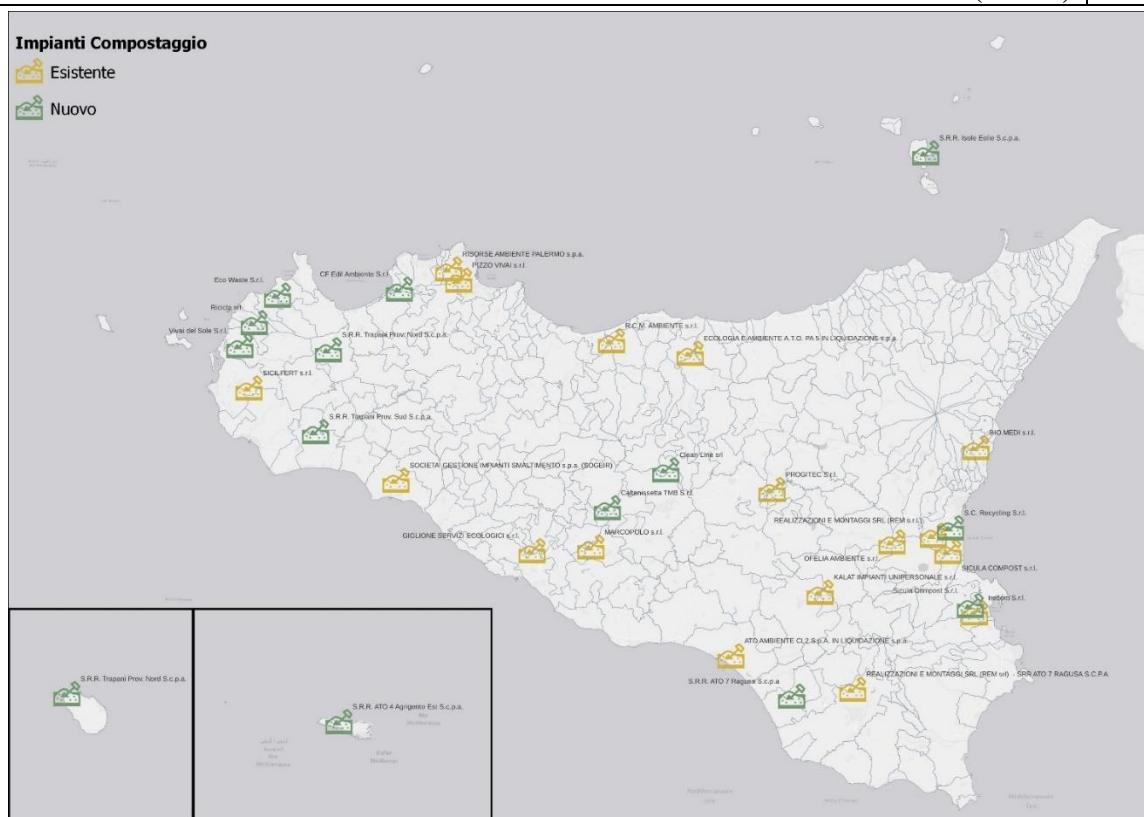 Impianti Compostaggio
Esistente
Nuovo
S.R.R. Isole Eolie S.c.p.a.
RISORSE AMBIENTE PALERMO s.p.a.
PIZZO VIVAI s.r.l.
CF Edil Ambiente S.r.l
Eco Waste S.r.l.
Ricicla srl
Vivai del Sole S.r.l.
S.R.R. Trapani Prov. Nord S.c.p.a.
R.C.M. AMBIENTE s.r.l.
ECOLOGIA E AMBIENTE A.T.O. PA 5 IN LIQUIDAZIONE s.p.a.
SICILFERT s.r.l.
S.R.R. Trapani Prov. Sud S.c.p.a.
BIO.MEDI s.r.l.
SOCIETA' GESTIONE IMPIANTI SMALTIMENTO s.p.a. (SOGEIR)
Clean Line srl
PROGITEC S.r.l.
Caltanissetta TMB S.r.l.
S.C. Recycling S.r.l.
REALIZZAZIONI E MONTAGGI SRL (REM s.r.l.)
GIGLIONE SERVIZI ECOLOGICI s.r.l.
MARCOPOLO s.r.l.
OFELIA AMBIENTE s.r.l.
SICULA COMPOST s.r.l.
KALAT IMPIANTI UNIPERSONALE s.r.l.
Sicula Compost S.r.l.
S.r.l.
ATO AMBIENTE CL2 S.p.A. IN LIQUIDAZIONE s.p.a.
S.R.R. ATO 7 Ragusa S.c.p.a
REALIZZAZIONI E MONTAGGI SRL (REM srl) - SRR ATO 7 RAGUSA S.C.P.A.
S.R.R. Trapani Prov. Nord S.c.p.a.
S.R.R. ATO 4 Agrigento Est S.c.p.a.